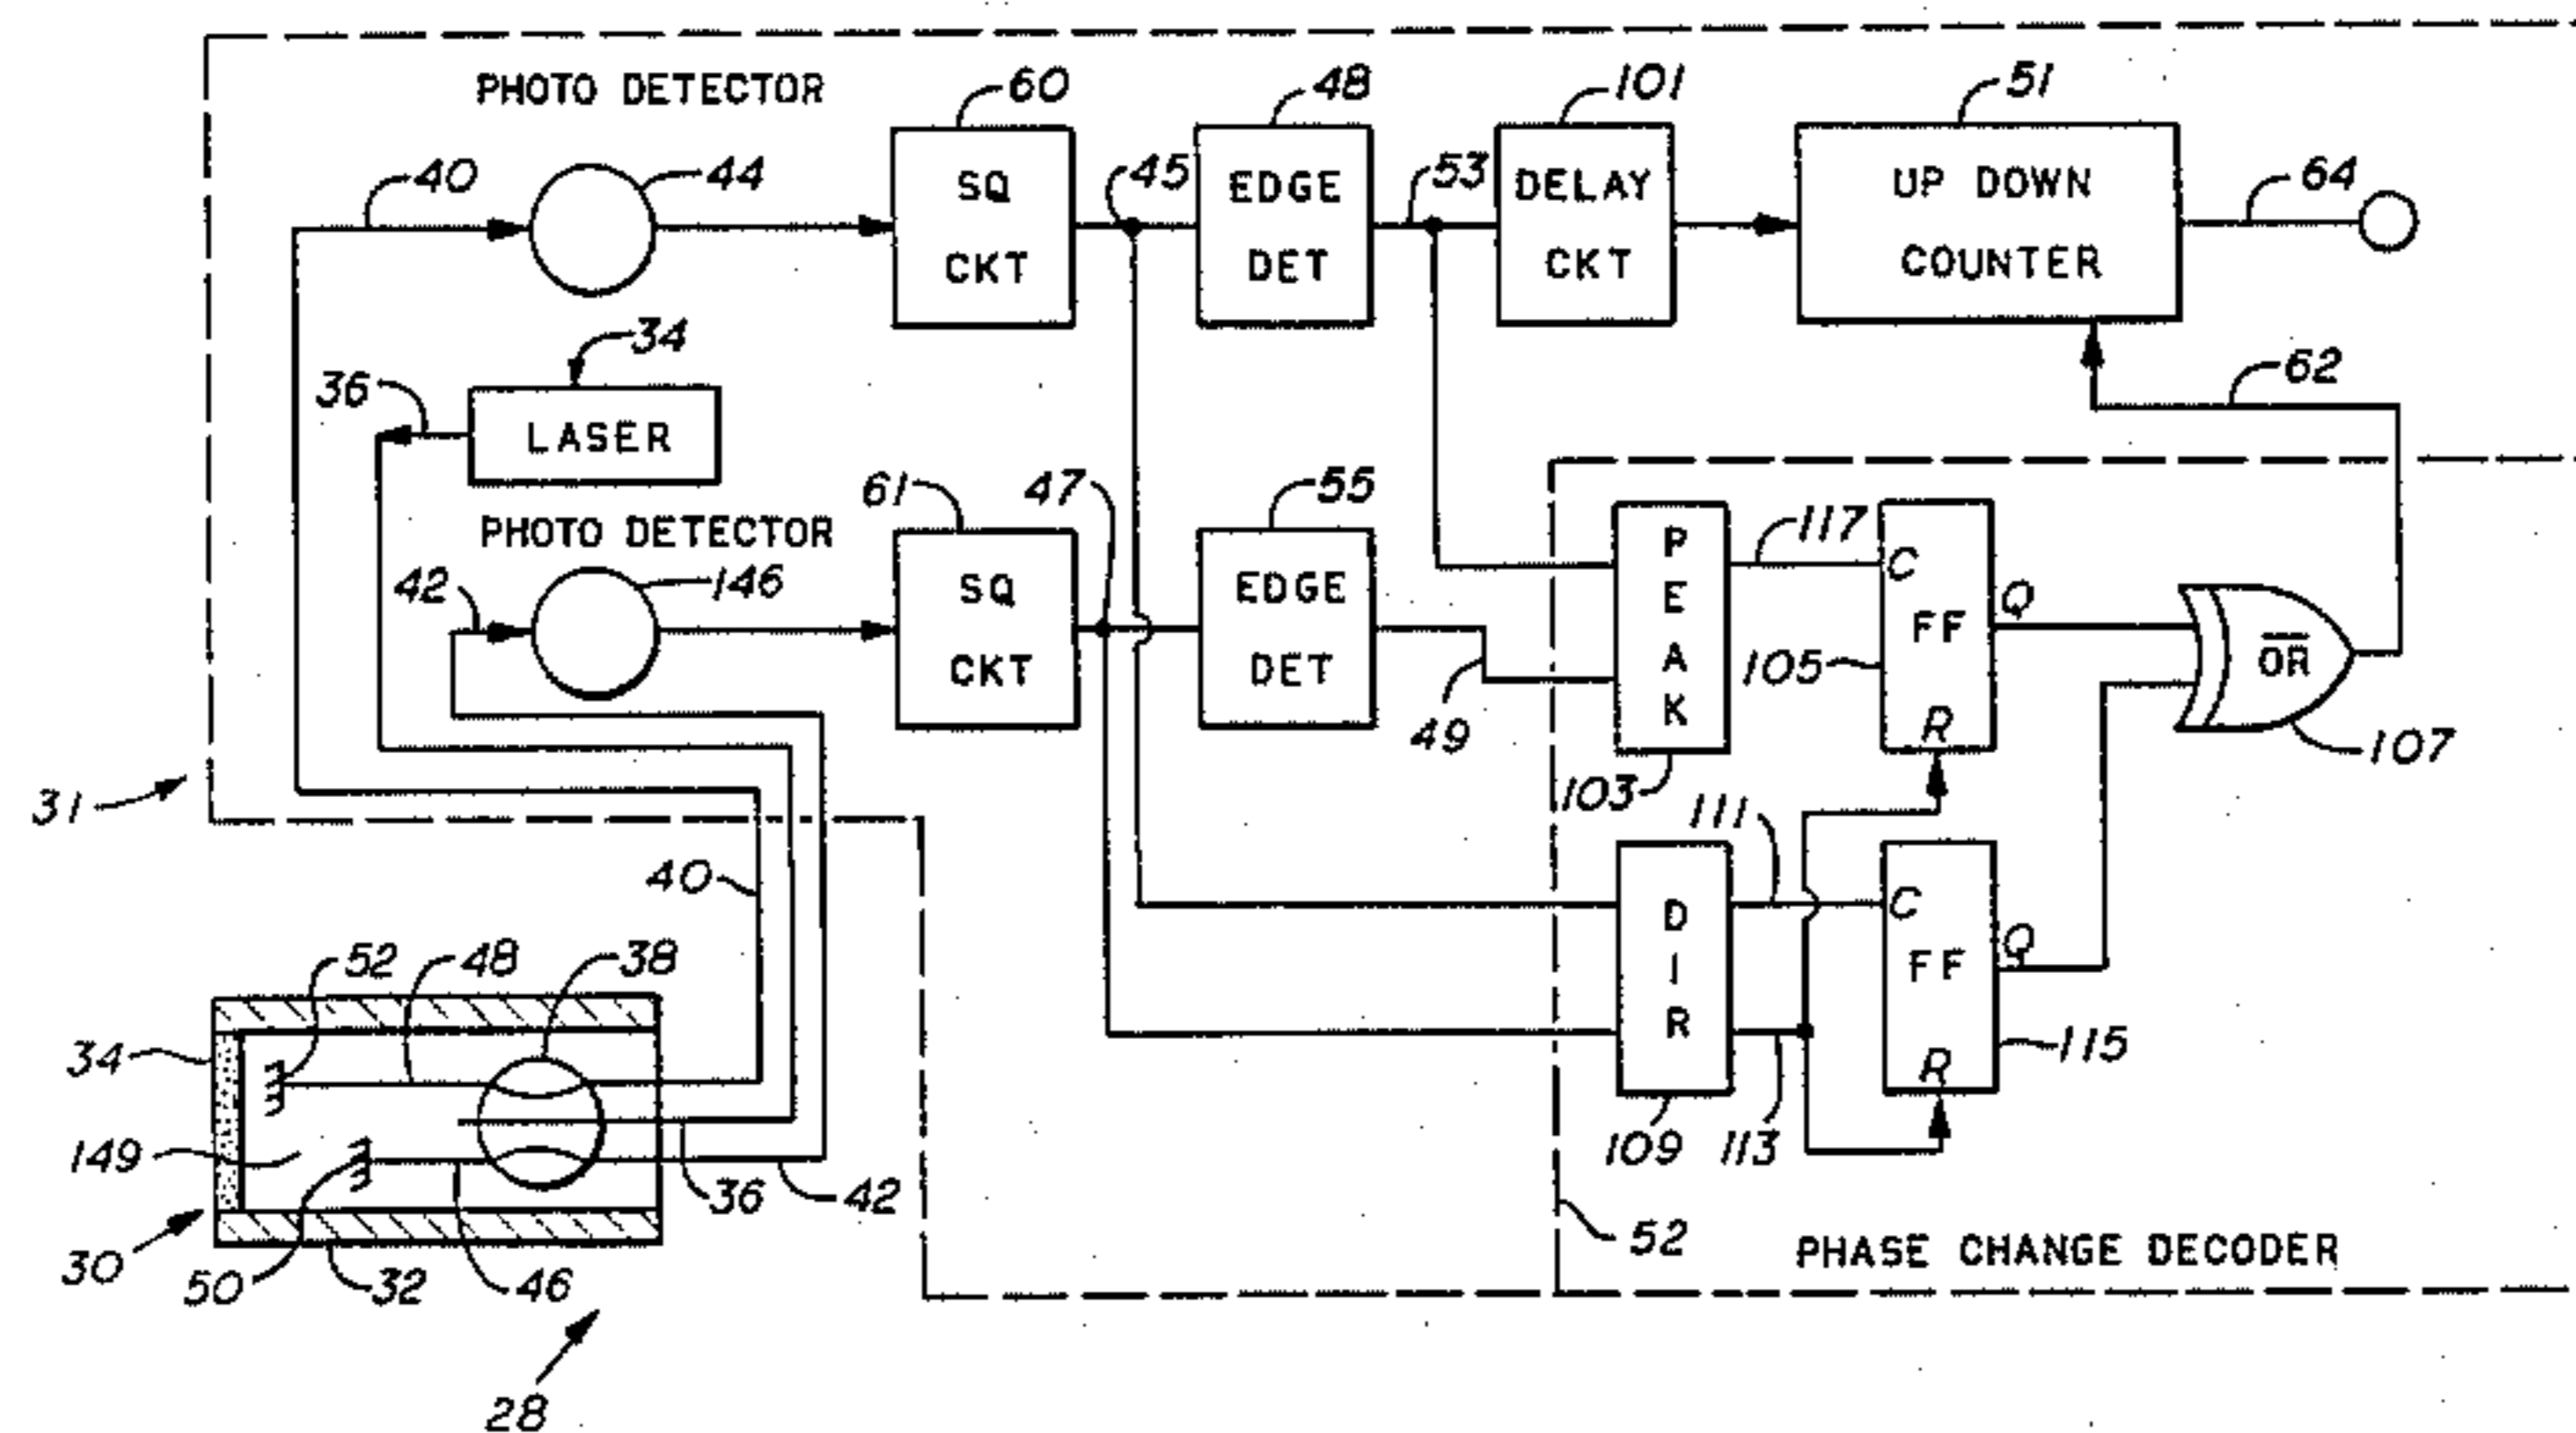 PHOTO DETECTOR
60
48
101
51
40
44
SQ
CKT
45
EDGE
DET
53
DELAY
CKT
UP DOWN
COUNTER
64
34
36
LASER
62
PHOTO DETECTOR
61
47
55
42
146
SQ
CKT
EDGE
DET
49
PEAK
117
C
FF
Q
105
R
OR
107
103
31
111
40
DIR
C
FF
Q
R
115
109
113
52
48
38
34
149
36
42
30
50
32
46
52
PHASE CHANGE DECODER
28